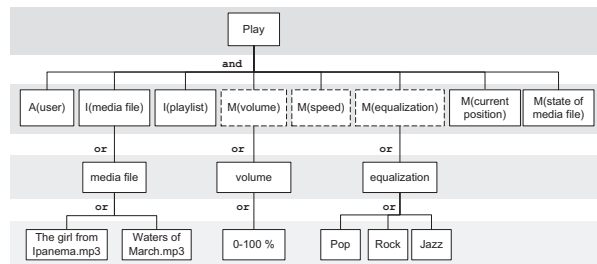 Play
and
A(user) I(media file) I(playlist) M(volume) M(speed) M(equalization) M(current position) M(state of media file)
or or or
media file volume equalization
or or or
The girl from Ipanema.mp3 Waters of March.mp3 0-100 % Pop Rock Jazz